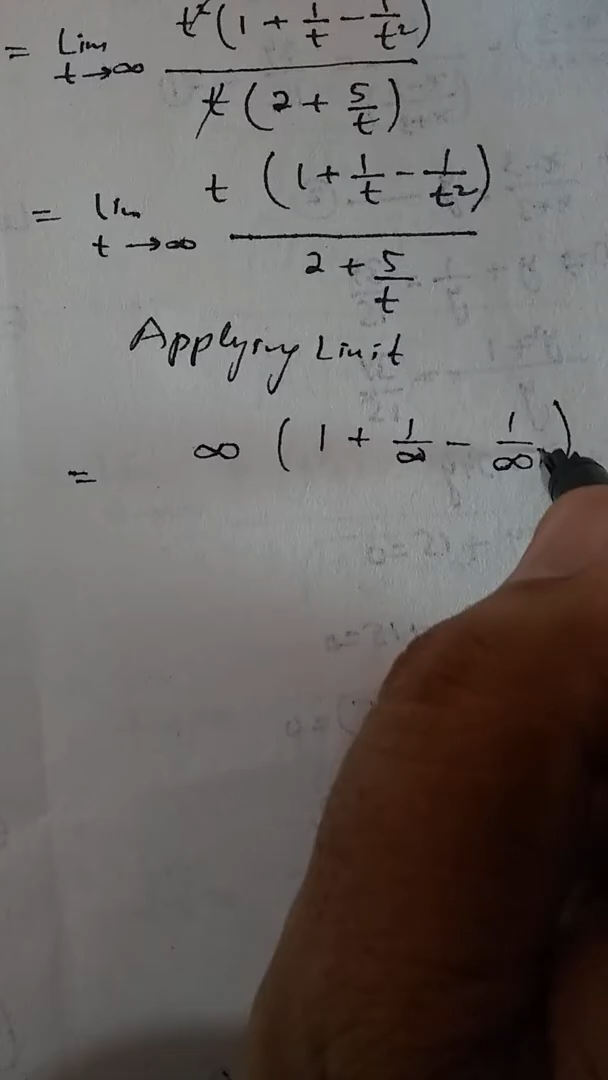 = Lim t→∞ t²(1 + 1/t - 1/t²) / t(2 + 5/t)
= lim t→∞ t (1 + 1/t - 1/t²) / 2 + 5/t
Applying Limit
= ∞ (1 + 1/∞ - 1/∞)